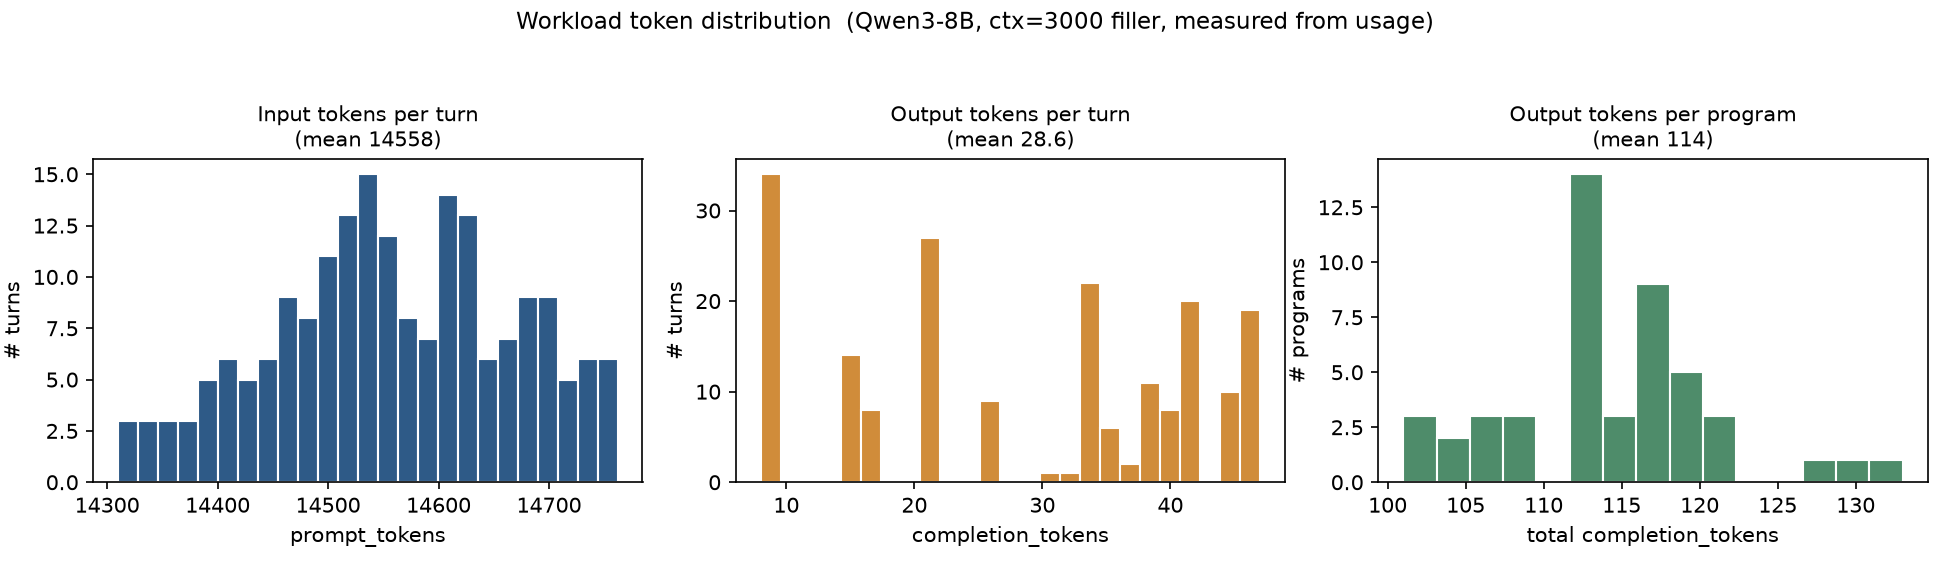 Workload token distribution  (Qwen3-8B, ctx=3000 filler, measured from usage)
Input tokens per turn
(mean 14558)
# turns
15.0
12.5
10.0
7.5
5.0
2.5
0.0
14300 14400 14500 14600 14700
prompt_tokens
Output tokens per turn
(mean 28.6)
# turns
30
20
10
0
10 20 30 40
completion_tokens
Output tokens per program
(mean 114)
# programs
12.5
10.0
7.5
5.0
2.5
0.0
100 105 110 115 120 125 130
total completion_tokens